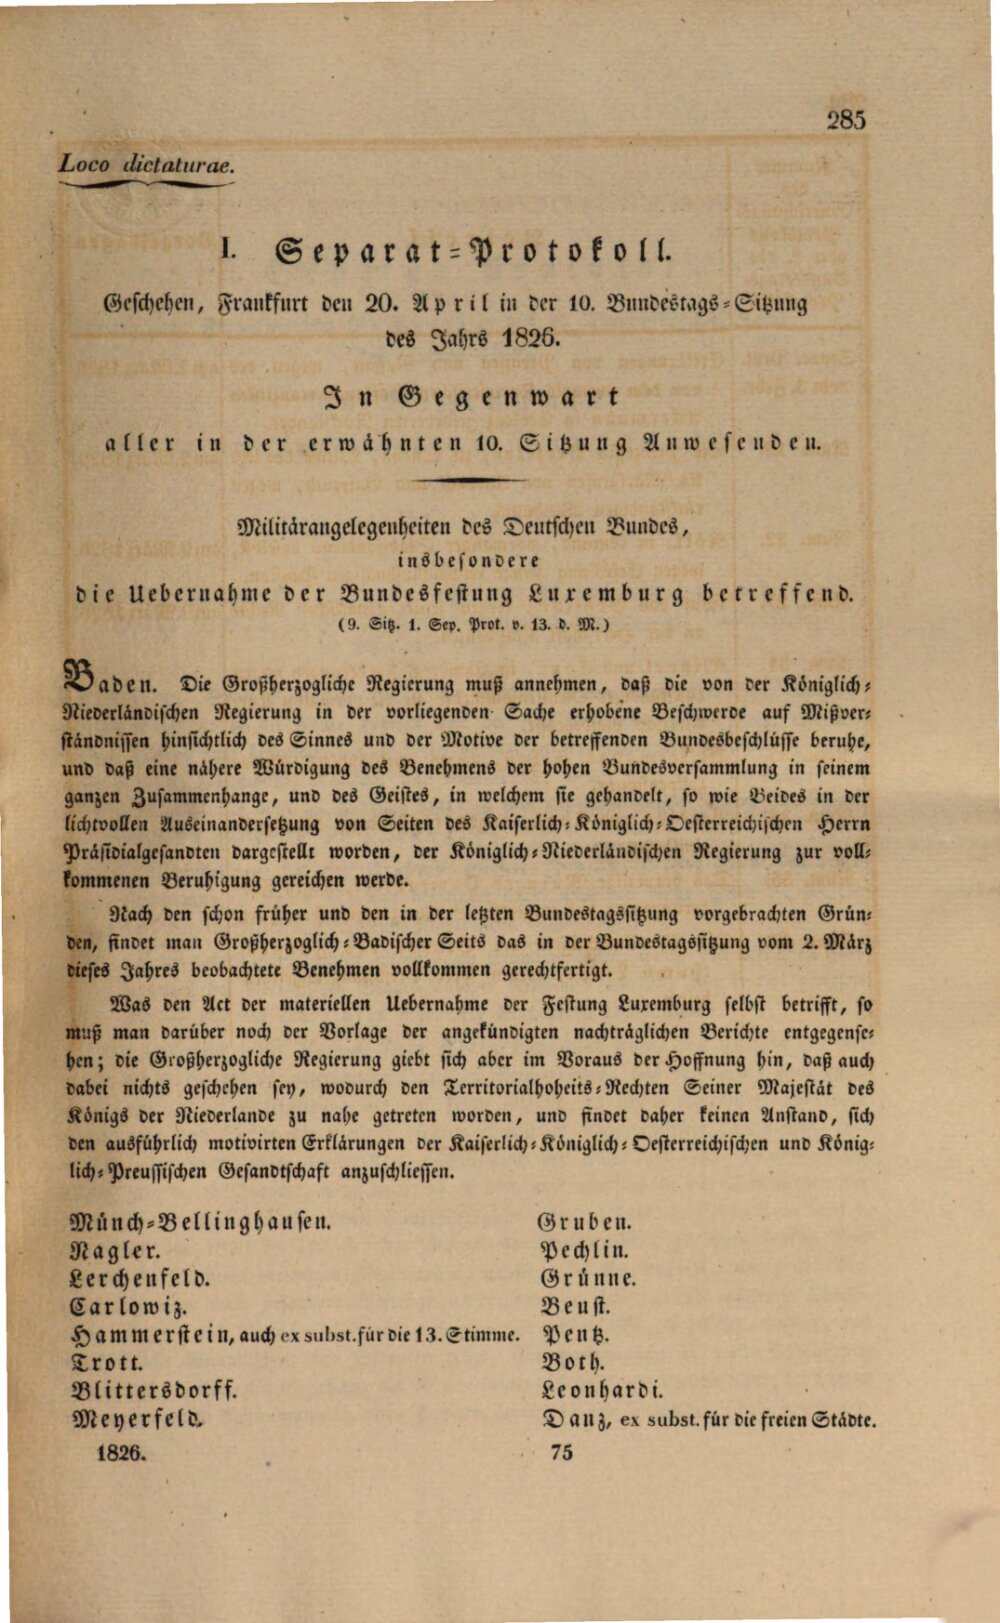 285
Loco dictaturae.
I. Separat=Protokoll.
Geschehen, Frankfurt den 20. April in der 10. Bundestags=Sitzung
des Jahrs 1826.
In Gegenwart
aller in der erwähnten 10. Sitzung Anwesenden.
Militärangelegenheiten des Deutschen Bundes,
insbesondere
die Uebernahme der Bundesfestung Luxemburg betreffend.
(9. Sitz. 1. Sep. Prot. v. 13. d. M.)
Baden. Die Großherzogliche Regierung muß annehmen, daß die von der Königlich=
Niederländischen Regierung in der vorliegenden Sache erhobene Beschwerde auf Mißver=
ständnissen hinsichtlich des Sinnes und der Motive der betreffenden Bundesbeschlüsse beruhe,
und daß eine nähere Würdigung des Benehmens der hohen Bundesversammlung in seinem
ganzen Zusammenhange, und des Geistes, in welchem sie gehandelt, so wie Beides in der
lichtvollen Auseinandersetzung von Seiten des Kaiserlich=Königlich=Oesterreichischen Herrn
Präsidialgesandten dargestellt worden, der Königlich=Niederländischen Regierung zur voll=
kommenen Beruhigung gereichen werde.
Nach den schon früher und den in der letzten Bundestagssitzung vorgebrachten Grün=
den, findet man Großherzoglich=Badischer Seits das in der Bundestagssitzung vom 2. März
dieses Jahres beobachtete Benehmen vollkommen gerechtfertigt.
Was den Act der materiellen Uebernahme der Festung Luxemburg selbst betrifft, so
muß man darüber noch der Vorlage der angekündigten nachträglichen Berichte entgegense=
hen; die Großherzogliche Regierung giebt sich aber im Voraus der Hoffnung hin, daß auch
dabei nichts geschehen sey, wodurch den Territorialhoheits=Rechten Seiner Majestät des
Königs der Niederlande zu nahe getreten worden, und findet daher keinen Anstand, sich
den ausführlich motivirten Erklärungen der Kaiserlich=Königlich=Oesterreichischen und König=
lich=Preussischen Gesandtschaft anzuschliessen.
Münch=Bellinghausen.
Nagler.
Lerchenfeld.
Carlowiz.
Hammerstein, auch ex subst. für die 13. Stimme.
Trott.
Blittersdorff.
Meyerfeld.
Gruben.
Pechlin.
Grünne.
Beust.
Pentz.
Both.
Leonhardi.
Danz, ex subst. für die freien Städte.
1826.
75